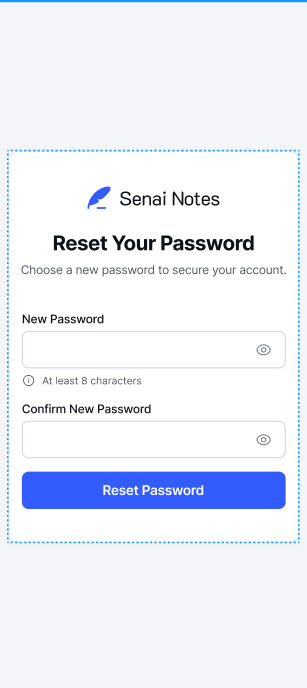 Senai Notes
Reset Your Password
Choose a new password to secure your account.
New Password
At least 8 characters
Confirm New Password
Reset Password